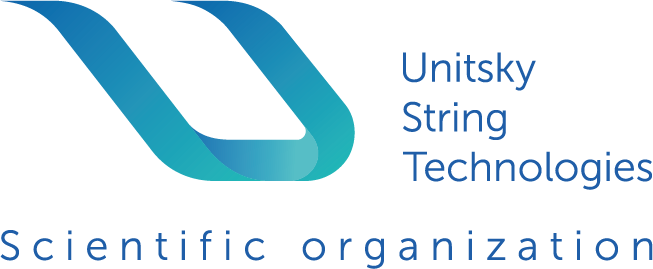 Unitsky
String
Technologies
Scientific organization